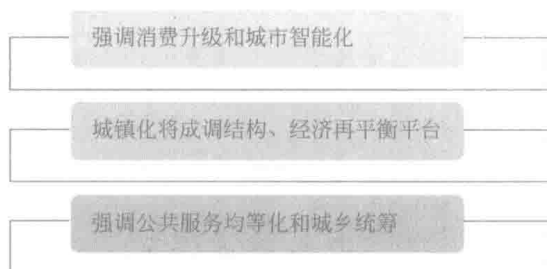 强调消费升级和城市智能化
城镇化将成调结构、经济再平衡平台
强调公共服务均等化和城乡统筹